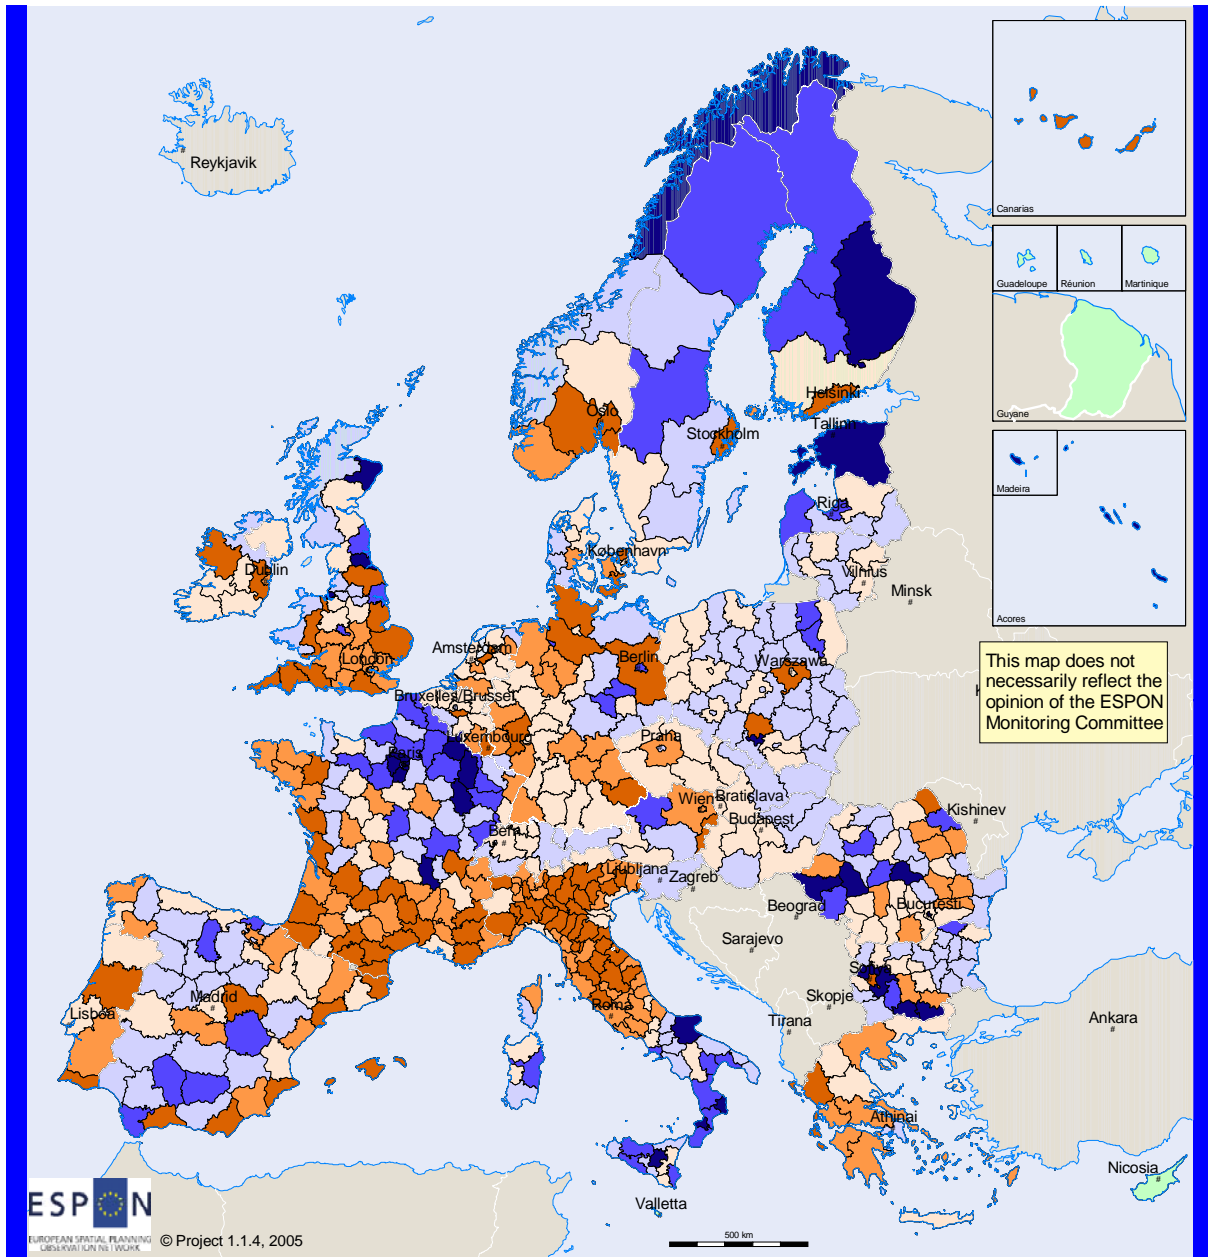 Reykjavik
Canarias
Guadeloupe
Réunion
Martinique
Guyane
Madeira
Acores
Oslo
Helsinki
Stockholm
Tallinn
Riga
København
Dublin
Vilnius
Minsk
Amsterdam
London
Berlin
Warszawa
This map does not
necessarily reflect the
opinion of the ESPON
Monitoring Committee
Bruxelles/Brussel
K
Luxembourg
Paris
Praha
Wien
Bratislava
Kishinev
Budapest
Bern
Ljubljana
Zagreb
Beograd
Bucuresti
Sarajevo
Sofia
Madrid
Lisboa
Roma
Skopje
Tirana
Ankara
Athinai
Nicosia
Valletta
ESPON
EUROPEAN SPATIAL PLANNING
OBSERVATION NETWORK
© Project 1.1.4, 2005
500 km